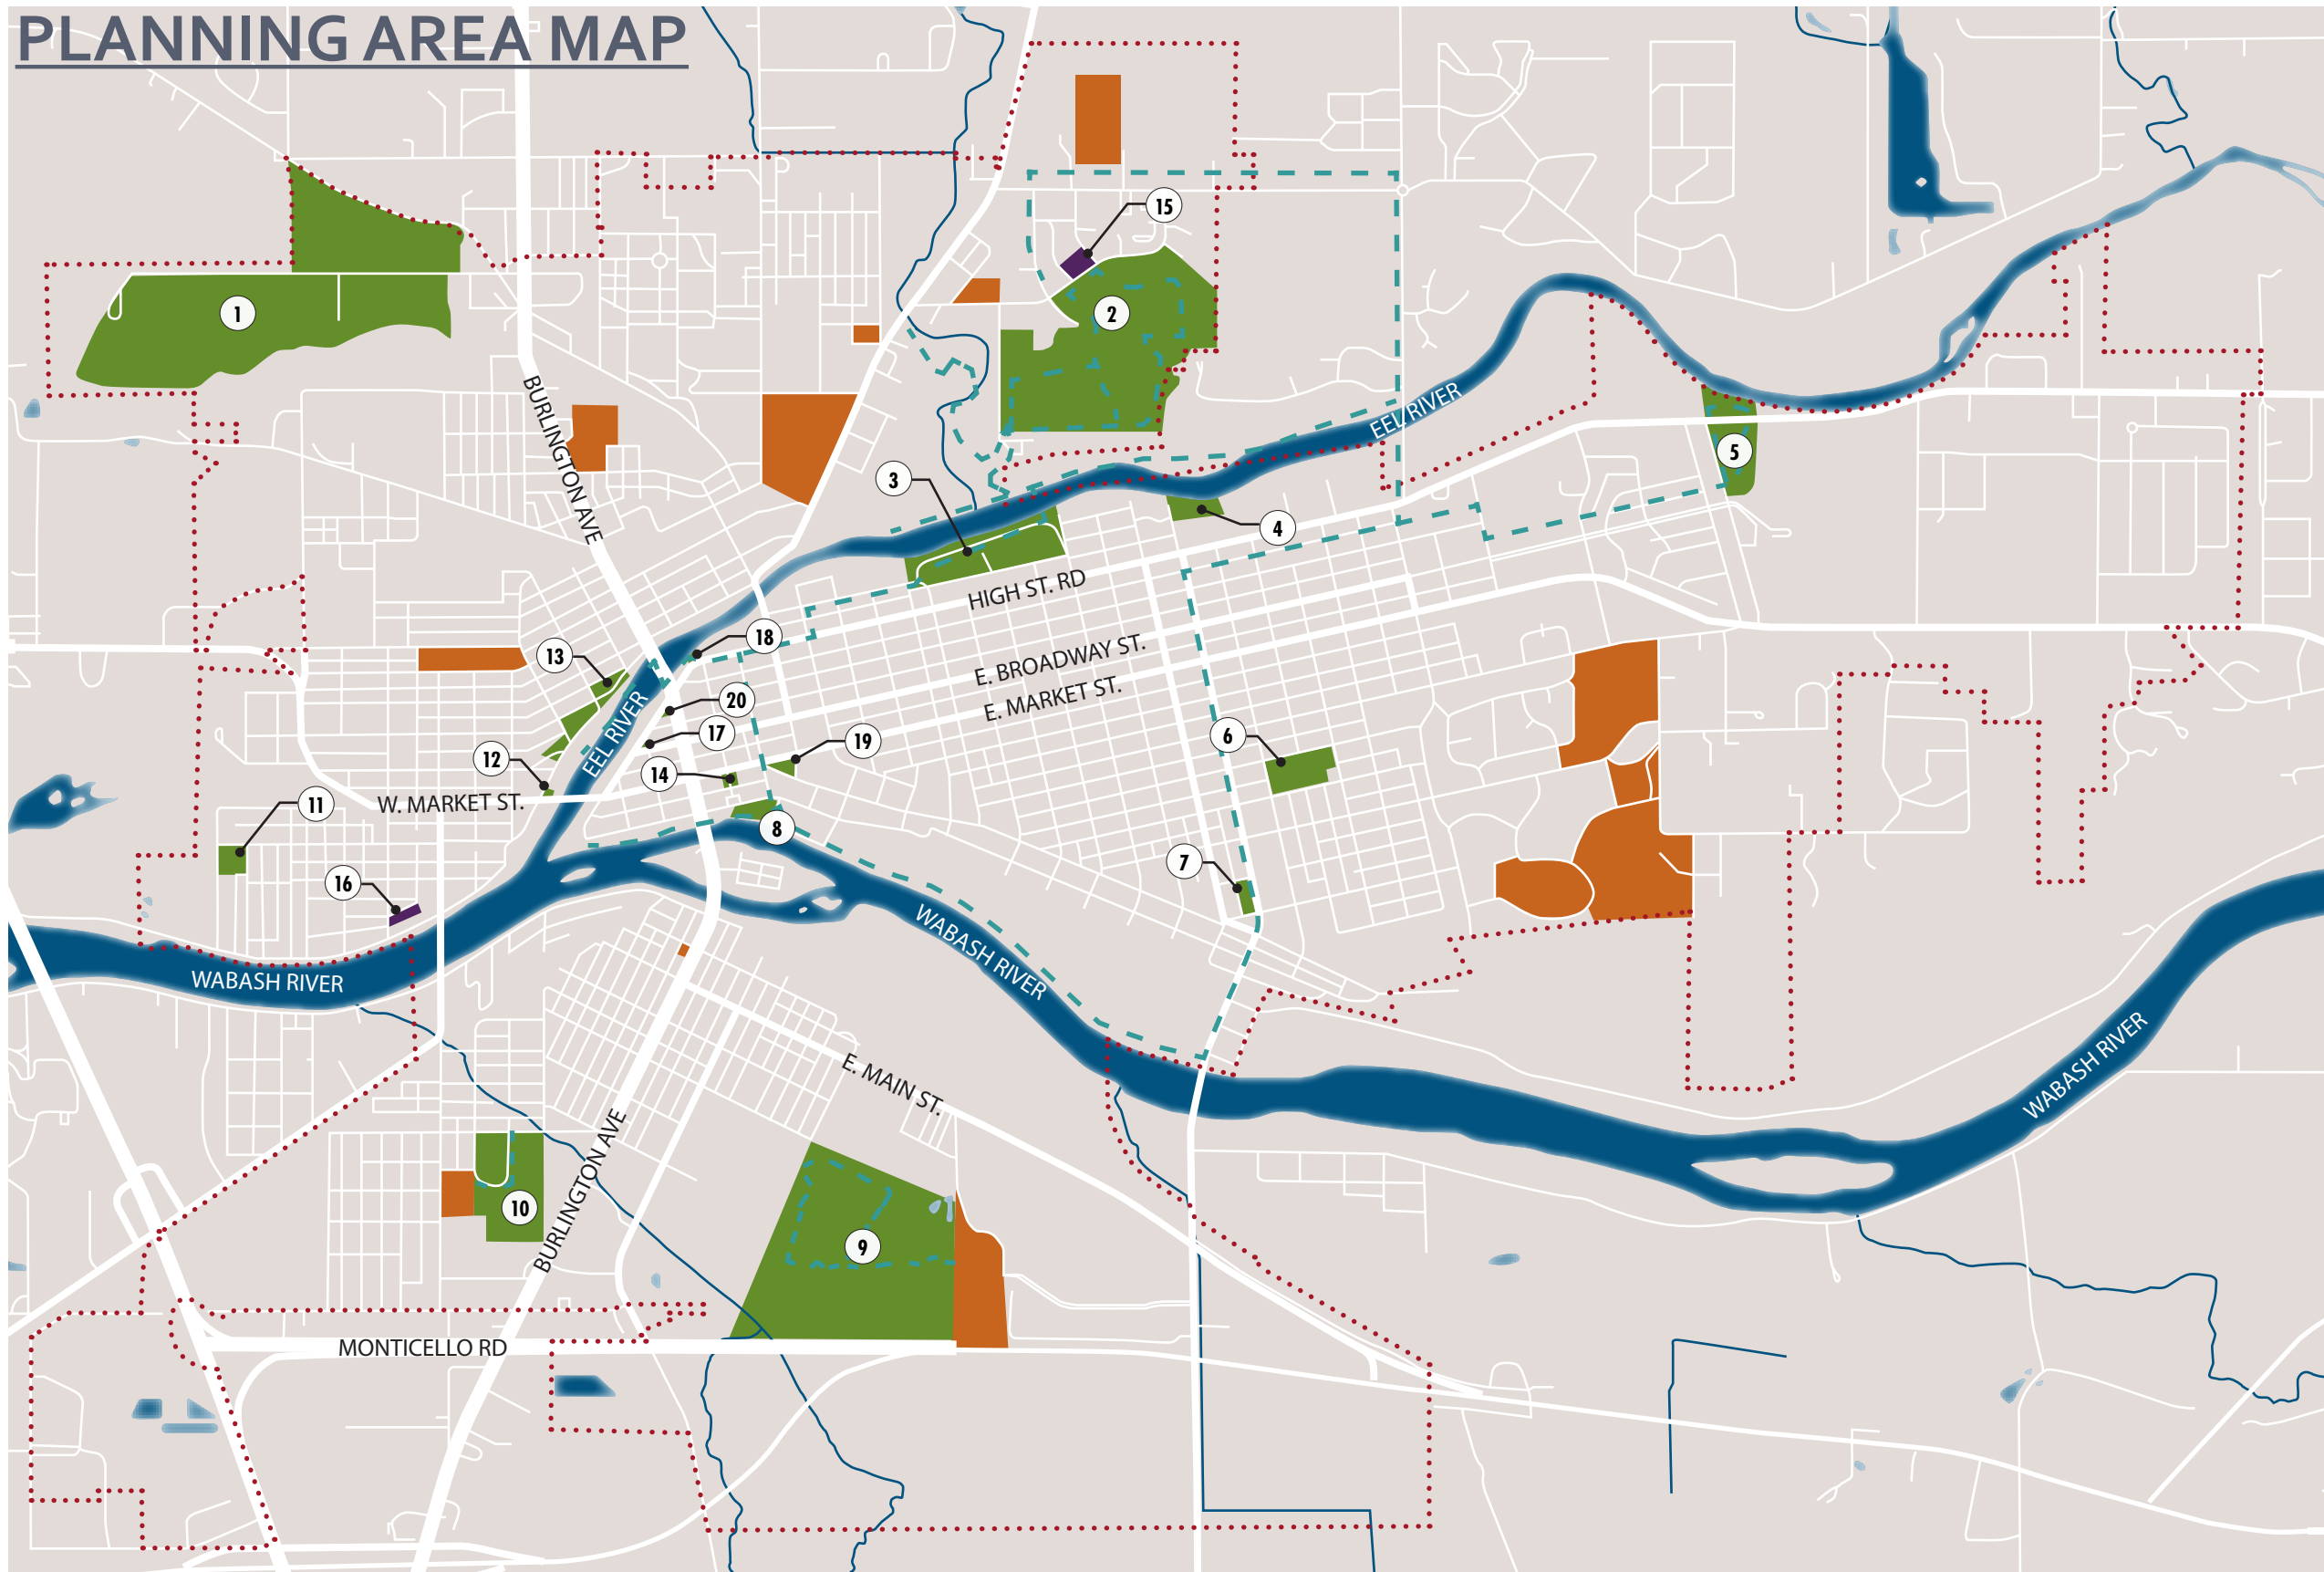 PLANNING AREA MAP
15
1
2
BURLINGTON AVE
EEL RIVER
5
3
4
HIGH ST. RD
18
13
E. BROADWAY ST.
20
E. MARKET ST.
EEL RIVER
17
19
6
12
14
W. MARKET ST.
11
8
7
16
WABASH RIVER
WABASH RIVER
WABASH RIVER
E. MAIN ST.
BURLINGTON AVE
10
9
MONTICELLO RD